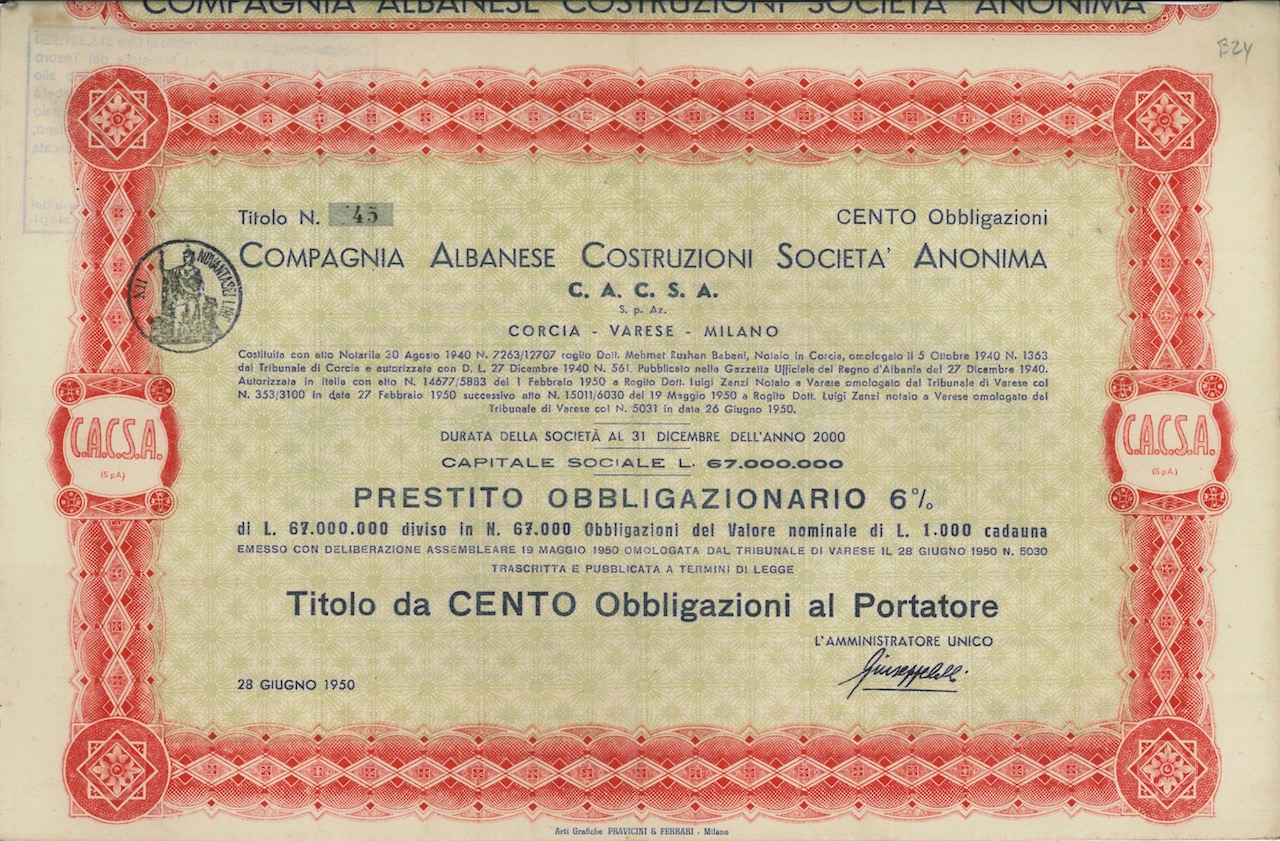 COMPAGNIA ALBANESE COSTRUZIONI SOCIETA' ANONIMA
B24
Titolo N. 45
CENTO Obbligazioni
COMPAGNIA ALBANESE COSTRUZIONI SOCIETA' ANONIMA
NOVANTASEI LIRE
XII
C. A. C. S. A.
S. p. Az.
CORCIA - VARESE - MILANO
Costituita con atto Notarile 30 Agosto 1940 N. 7263/12707 rogito Dott. Mehmet Rushan Babani, Notaio in Corcia, omologato il 5 Ottobre 1940 N. 1363
dal Tribunale di Corcia e autorizzata con D. L. 27 Dicembre 1940 N. 561. Pubblicato nella Gazzetta Ufficiale del Regno d'Albania del 27 Dicembre 1940.
Autorizzata in Italia con atto N. 14677/5883 del 1 Febbraio 1950 a Rogito Dott. Luigi Zanzi Notaio a Varese omologato dal Tribunale di Varese col
N. 353/3100 in data 27 Febbraio 1950 successivo atto N. 15011/6030 del 19 Maggio 1950 a Rogito Dott. Luigi Zanzi notaio a Varese omologato dal
Tribunale di Varese col N. 5031 in data 26 Giugno 1950.
DURATA DELLA SOCIETÀ AL 31 DICEMBRE DELL'ANNO 2000
CAPITALE SOCIALE L. 67.000.000
C.A.C.S.A.
(S.p.A.)
C.A.C.S.A.
(S.p.A.)
PRESTITO OBBLIGAZIONARIO 6%
di L. 67.000.000 diviso in N. 67.000 Obbligazioni del Valore nominale di L. 1.000 cadauna
EMESSO CON DELIBERAZIONE ASSEMBLEARE 19 MAGGIO 1950 OMOLOGATA DAL TRIBUNALE DI VARESE IL 28 GIUGNO 1950 N. 5030
TRASCRITTA E PUBBLICATA A TERMINI DI LEGGE
Titolo da CENTO Obbligazioni al Portatore
L'AMMINISTRATORE UNICO
28 GIUGNO 1950
Arti Grafiche PRAVICINI & FERRARI - Milano